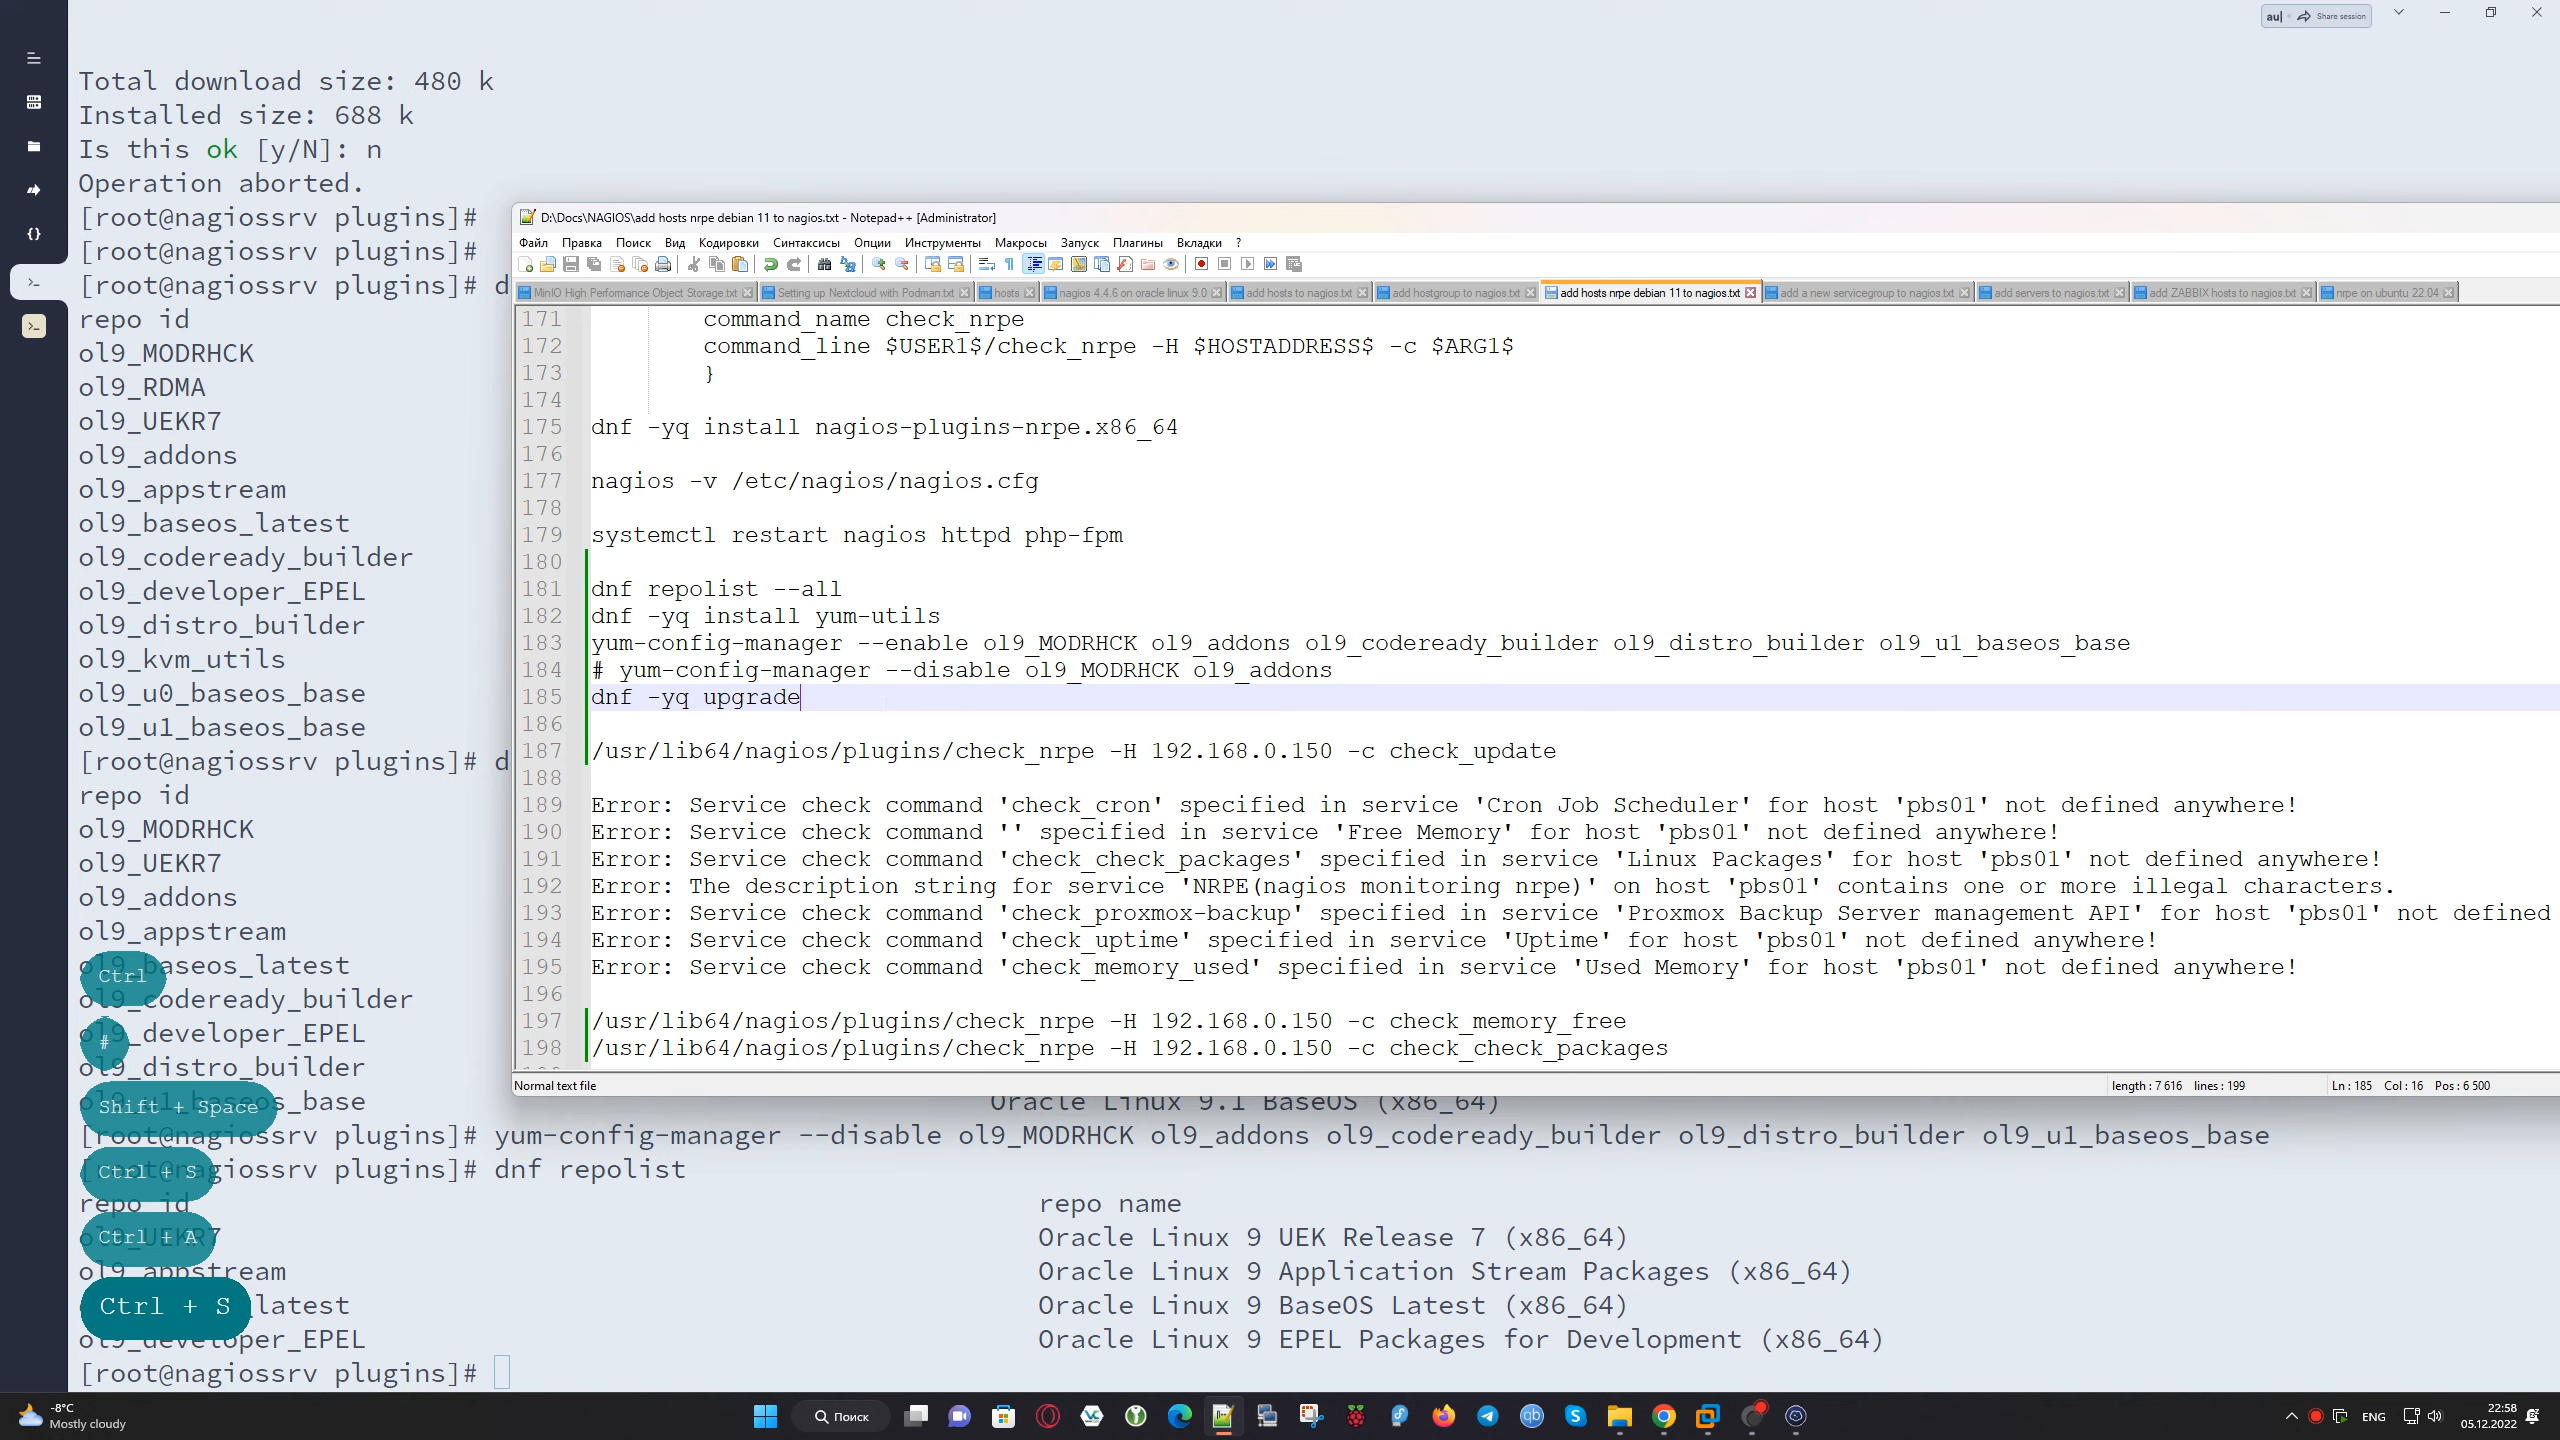 au| Share session
Total download size: 480 k
Installed size: 688 k
Is this ok [y/N]: n
Operation aborted.
[root@nagiossrv plugins]#
[root@nagiossrv plugins]#
[root@nagiossrv plugins]# d
repo id
ol9_MODRHCK
ol9_RDMA
ol9_UEKR7
ol9_addons
ol9_appstream
ol9_baseos_latest
ol9_codeready_builder
ol9_developer_EPEL
ol9_distro_builder
ol9_kvm_utils
ol9_u0_baseos_base
ol9_u1_baseos_base
[root@nagiossrv plugins]# d
repo id
ol9_MODRHCK
ol9_UEKR7
ol9_addons
ol9_appstream
ol9_baseos_latest
ol9_codeready_builder
ol9_developer_EPEL
ol9_distro_builder
ol9_u1_baseos_base Oracle Linux 9.1 BaseOS (x86_64)
[root@nagiossrv plugins]# yum-config-manager --disable ol9_MODRHCK ol9_addons ol9_codeready_builder ol9_distro_builder ol9_u1_baseos_base
[root@nagiossrv plugins]# dnf repolist
repo id repo name
ol9_UEKR7 Oracle Linux 9 UEK Release 7 (x86_64)
ol9_appstream Oracle Linux 9 Application Stream Packages (x86_64)
latest Oracle Linux 9 BaseOS Latest (x86_64)
ol9_developer_EPEL Oracle Linux 9 EPEL Packages for Development (x86_64)
[root@nagiossrv plugins]#
Ctrl
#
Shift + Space
Ctrl + S
Ctrl + A
Ctrl + S
D:\Docs\NAGIOS\add hosts nrpe debian 11 to nagios.txt - Notepad++ [Administrator]
Файл Правка Поиск Вид Кодировки Синтаксисы Опции Инструменты Макросы Запуск Плагины Вкладки ?
MinIO High Performance Object Storage.txt Setting up Nextcloud with Podman.txt hosts nagios 4.4.6 on oracle linux 9.0 add hosts to nagios.txt add hostgroup to nagios.txt add hosts nrpe debian 11 to nagios.txt add a new servicegroup to nagios.txt add servers to nagios.txt add ZABBIX hosts to nagios.txt nrpe on ubuntu 22.04
171 command_name check_nrpe
172 command_line $USER1$/check_nrpe -H $HOSTADDRESS$ -c $ARG1$
173 }
174
175 dnf -yq install nagios-plugins-nrpe.x86_64
176
177 nagios -v /etc/nagios/nagios.cfg
178
179 systemctl restart nagios httpd php-fpm
180
181 dnf repolist --all
182 dnf -yq install yum-utils
183 yum-config-manager --enable ol9_MODRHCK ol9_addons ol9_codeready_builder ol9_distro_builder ol9_u1_baseos_base
184 # yum-config-manager --disable ol9_MODRHCK ol9_addons
185 dnf -yq upgrade
186
187 /usr/lib64/nagios/plugins/check_nrpe -H 192.168.0.150 -c check_update
188
189 Error: Service check command 'check_cron' specified in service 'Cron Job Scheduler' for host 'pbs01' not defined anywhere!
190 Error: Service check command '' specified in service 'Free Memory' for host 'pbs01' not defined anywhere!
191 Error: Service check command 'check_check_packages' specified in service 'Linux Packages' for host 'pbs01' not defined anywhere!
192 Error: The description string for service 'NRPE(nagios monitoring nrpe)' on host 'pbs01' contains one or more illegal characters.
193 Error: Service check command 'check_proxmox-backup' specified in service 'Proxmox Backup Server management API' for host 'pbs01' not defined
194 Error: Service check command 'check_uptime' specified in service 'Uptime' for host 'pbs01' not defined anywhere!
195 Error: Service check command 'check_memory_used' specified in service 'Used Memory' for host 'pbs01' not defined anywhere!
196
197 /usr/lib64/nagios/plugins/check_nrpe -H 192.168.0.150 -c check_memory_free
198 /usr/lib64/nagios/plugins/check_nrpe -H 192.168.0.150 -c check_check_packages
Normal text file length : 7 616 lines : 199 Ln : 185 Col : 16 Pos : 6 500
-8°C
Mostly cloudy
Поиск
ENG
22:58
05.12.2022